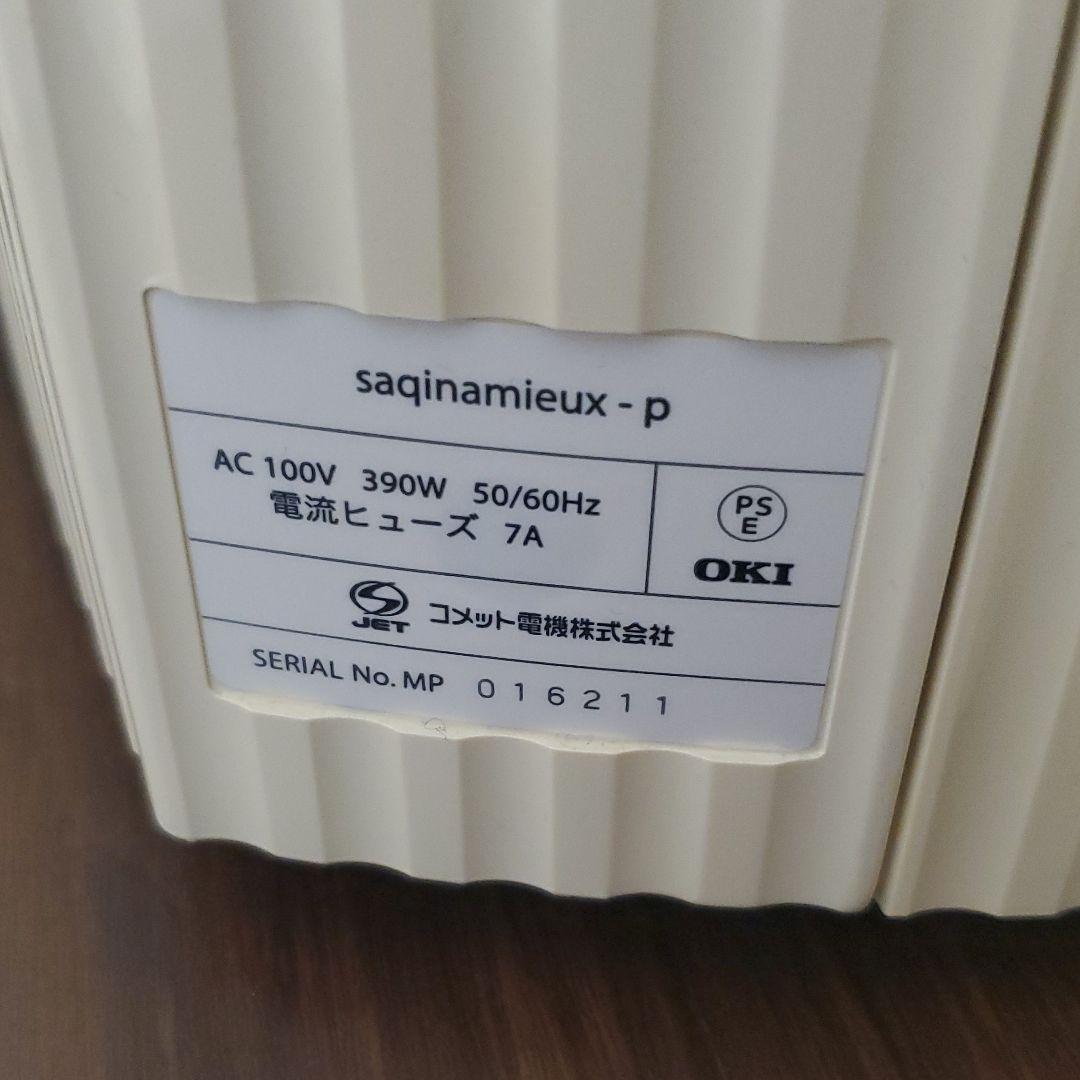 saqinamieux - p
AC 100V 390W 50/60Hz
電流ヒューズ 7A
PS
E
OKI
JET コメット電機株式会社
SERIAL No. MP 016211